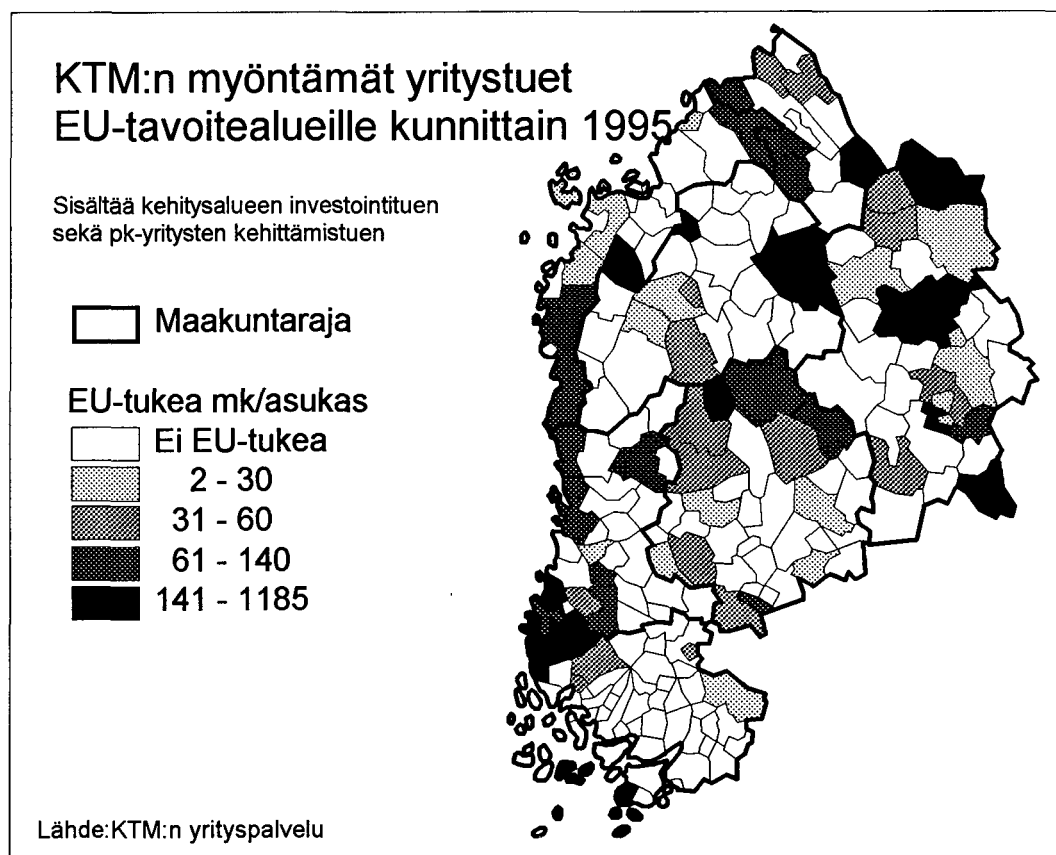 KTM:n myöntämät yritystuet
EU-tavoitealueille kunnittain 1995
Sisältää kehitysalueen investointituen
sekä pk-yritysten kehittämistuen
Maakuntaraja
EU-tukea mk/asukas
Ei EU-tukea
2 - 30
31 - 60
61 - 140
141 - 1185
Lähde:KTM:n yrityspalvelu